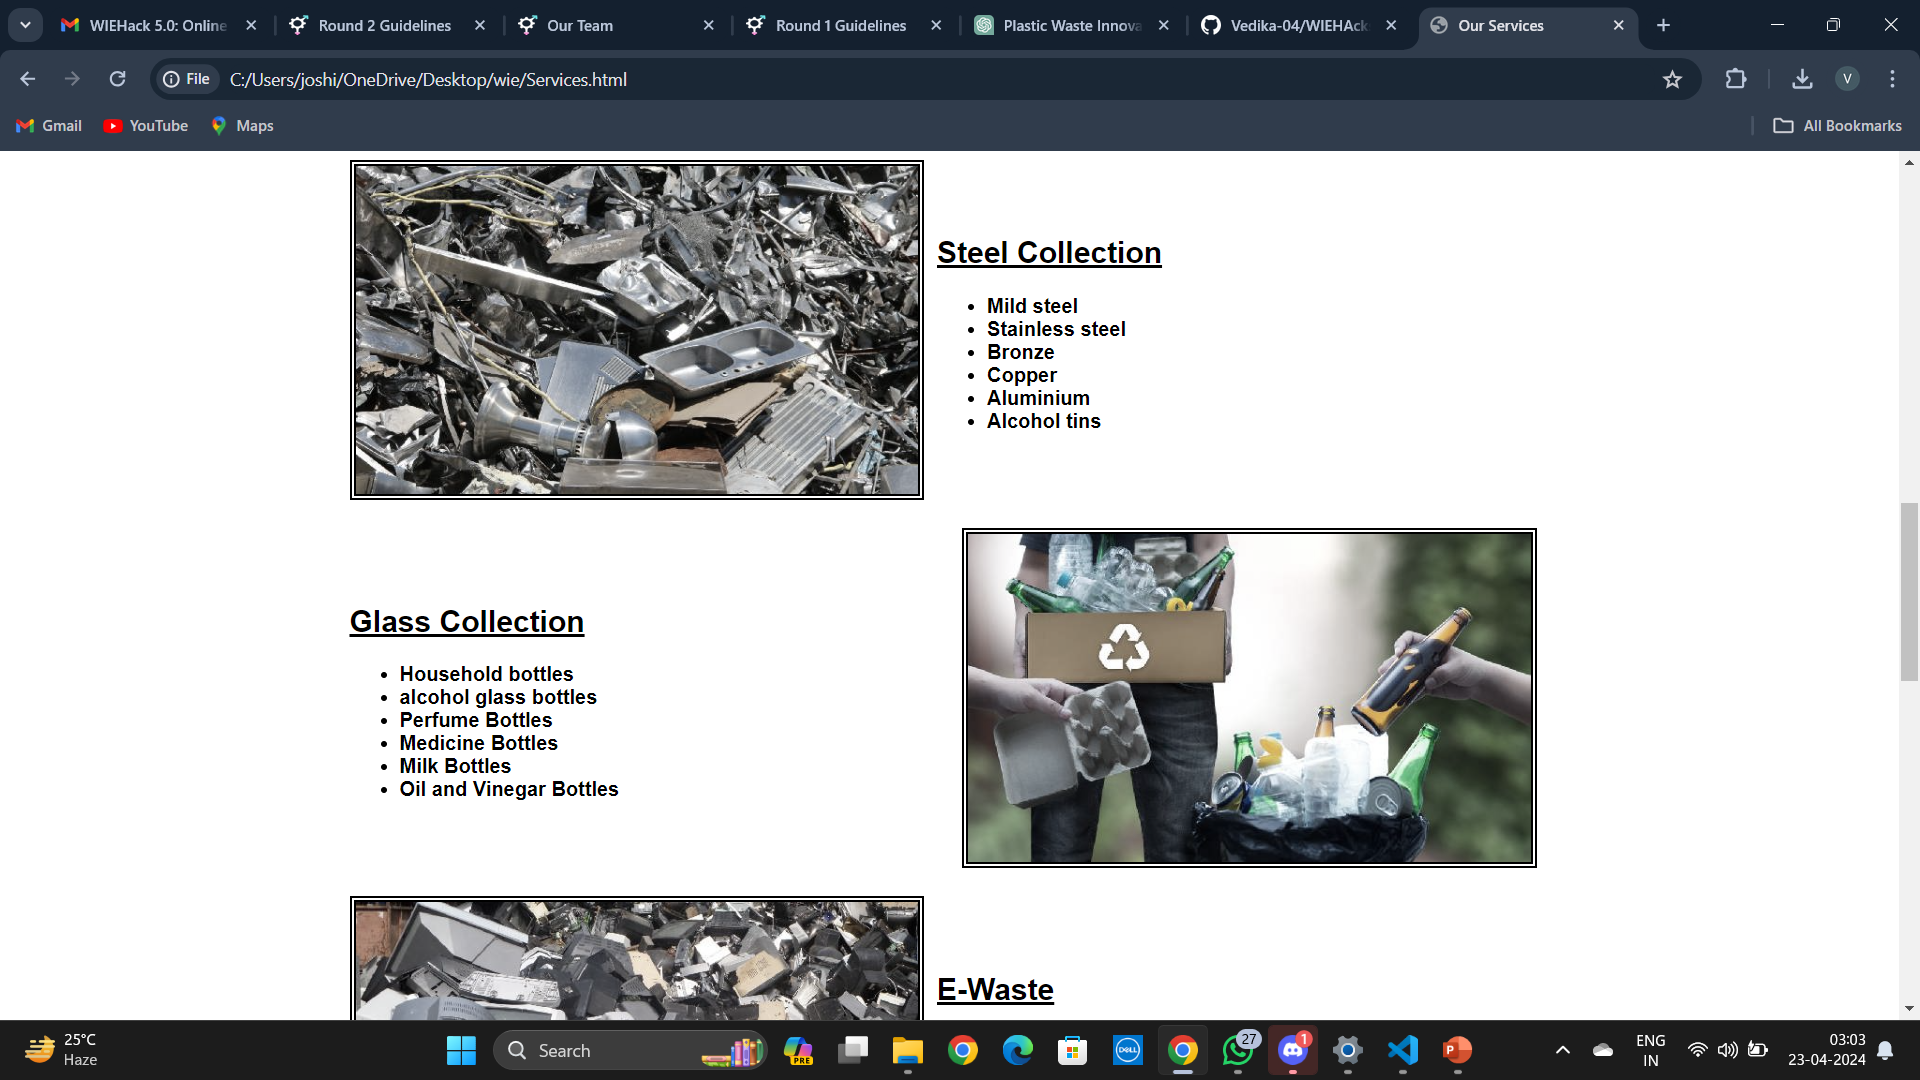 WIEHack 5.0: Online
Round 2 Guidelines
Our Team
Round 1 Guidelines
Plastic Waste Innova
Vedika-04/WIEHAck
Our Services
File
C:/Users/joshi/OneDrive/Desktop/wie/Services.html
V
Gmail
YouTube
Maps
All Bookmarks
Steel Collection
• Mild steel
• Stainless steel
• Bronze
• Copper
• Aluminium
• Alcohol tins
Glass Collection
• Household bottles
• alcohol glass bottles
• Perfume Bottles
• Medicine Bottles
• Milk Bottles
• Oil and Vinegar Bottles
E-Waste
25°C
Haze
Search
PRE
DELL
27
1
P
ENG
IN
03:03
23-04-2024